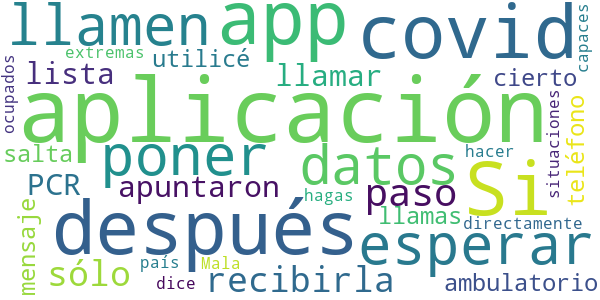 llamen app covid
extremas
utilicé
capaces
ocupados
lista llamar cierto
aplicación
salta poner datos Si
situaciones
teléfono
hacer
PCR apuntaron paso
hagas
mensaje
llamas
directamente
después esperar
país Mala
sólo dice recibirla ambulatorio